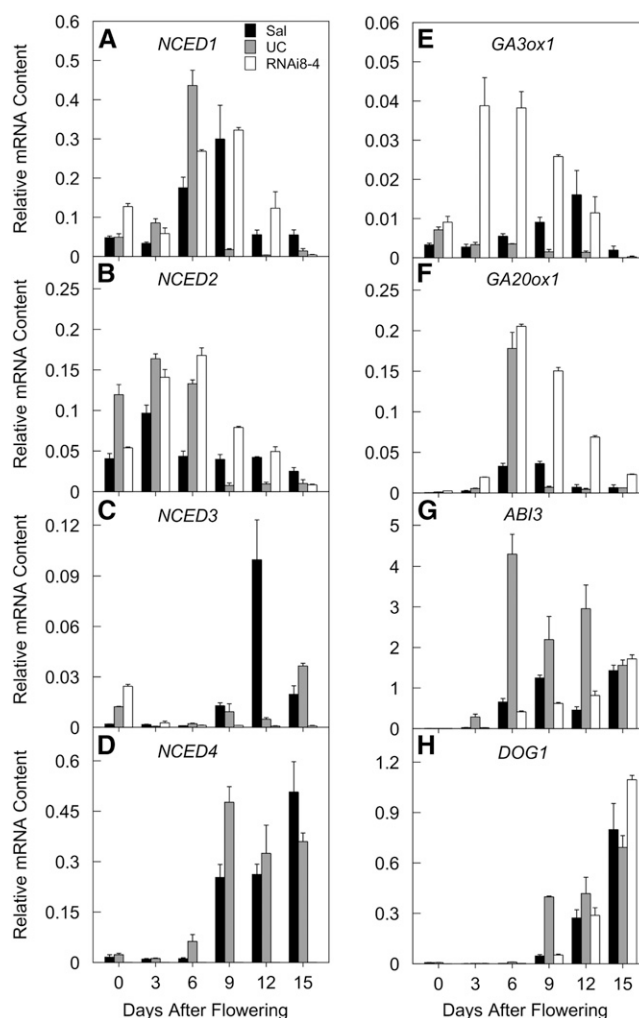 A
NCED1
Sal
UC
RNAi8-4
Relative mRNA Content
0.6
0.5
0.4
0.3
0.2
0.1
0
B
NCED2
Relative mRNA Content
0.25
0.2
0.15
0.1
0.05
0
C
NCED3
Relative mRNA Content
0.12
0.09
0.06
0.03
0
D
NCED4
Relative mRNA Content
0.6
0.45
0.3
0.15
0
0 3 6 9 12 15
Days After Flowering
E
GA3ox1
0.06
0.05
0.04
0.03
0.02
0.01
0
F
GA20ox1
0.25
0.2
0.15
0.1
0.05
0
G
ABI3
5
4
3
2
1
0
H
DOG1
1.2
0.9
0.6
0.3
0
0 3 6 9 12 15
Days After Flowering